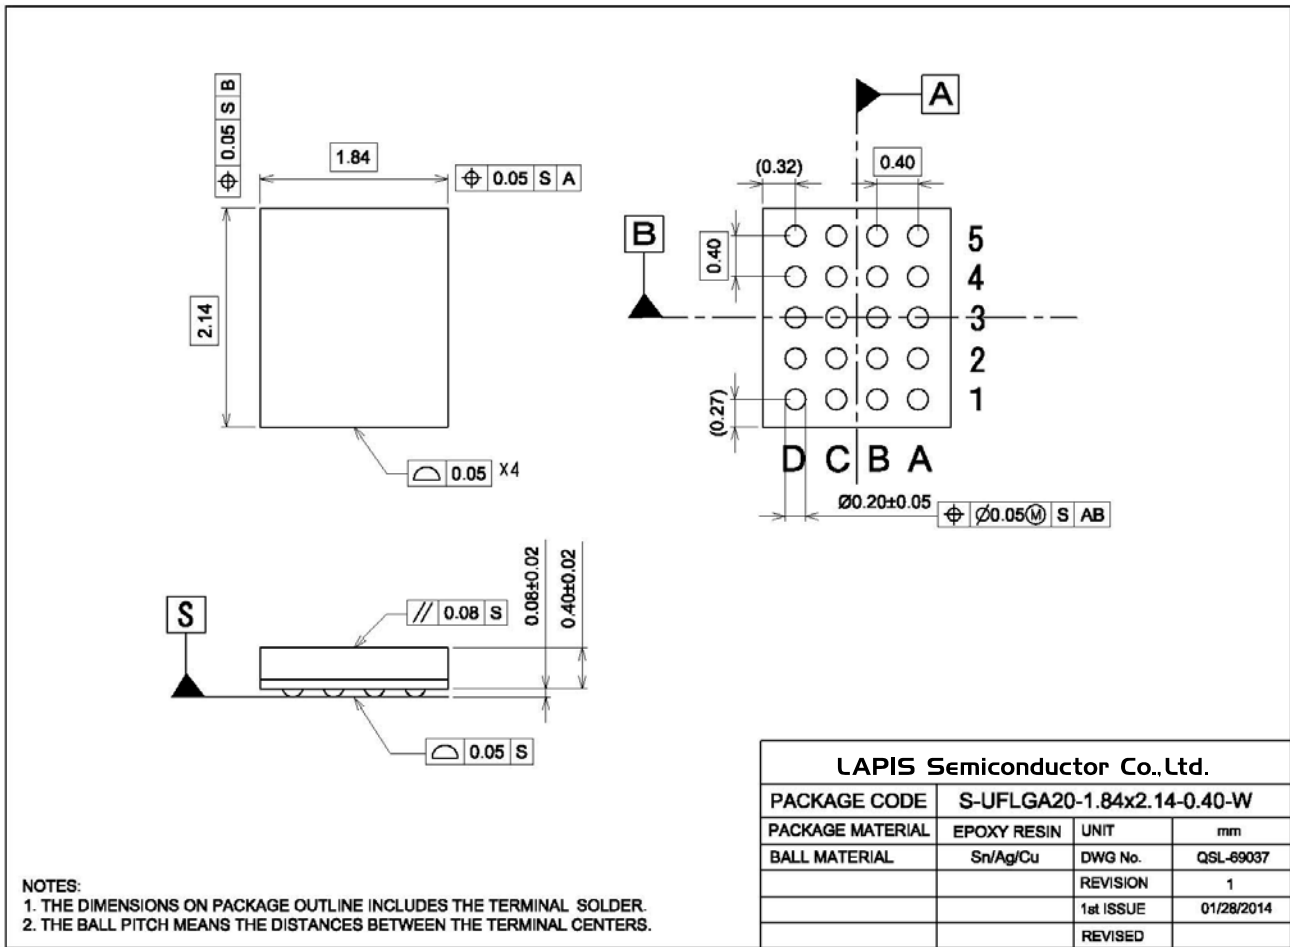 0.05 S B
1.84
0.05 S A
2.14
0.05 X4
A
(0.32)
0.40
B
0.40
5
4
3
2
1
(0.27)
D C B A
Ø0.20±0.05
Ø0.05Ⓜ S AB
S
// 0.08 S
0.08±0.02
0.40±0.02
0.05 S
LAPIS Semiconductor Co.,Ltd.
PACKAGE CODE S-UFLGA20-1.84x2.14-0.40-W
PACKAGE MATERIAL EPOXY RESIN UNIT mm
BALL MATERIAL Sn/Ag/Cu DWG No. QSL-69037
REVISION 1
1st ISSUE 01/28/2014
REVISED
NOTES:
1. THE DIMENSIONS ON PACKAGE OUTLINE INCLUDES THE TERMINAL SOLDER.
2. THE BALL PITCH MEANS THE DISTANCES BETWEEN THE TERMINAL CENTERS.